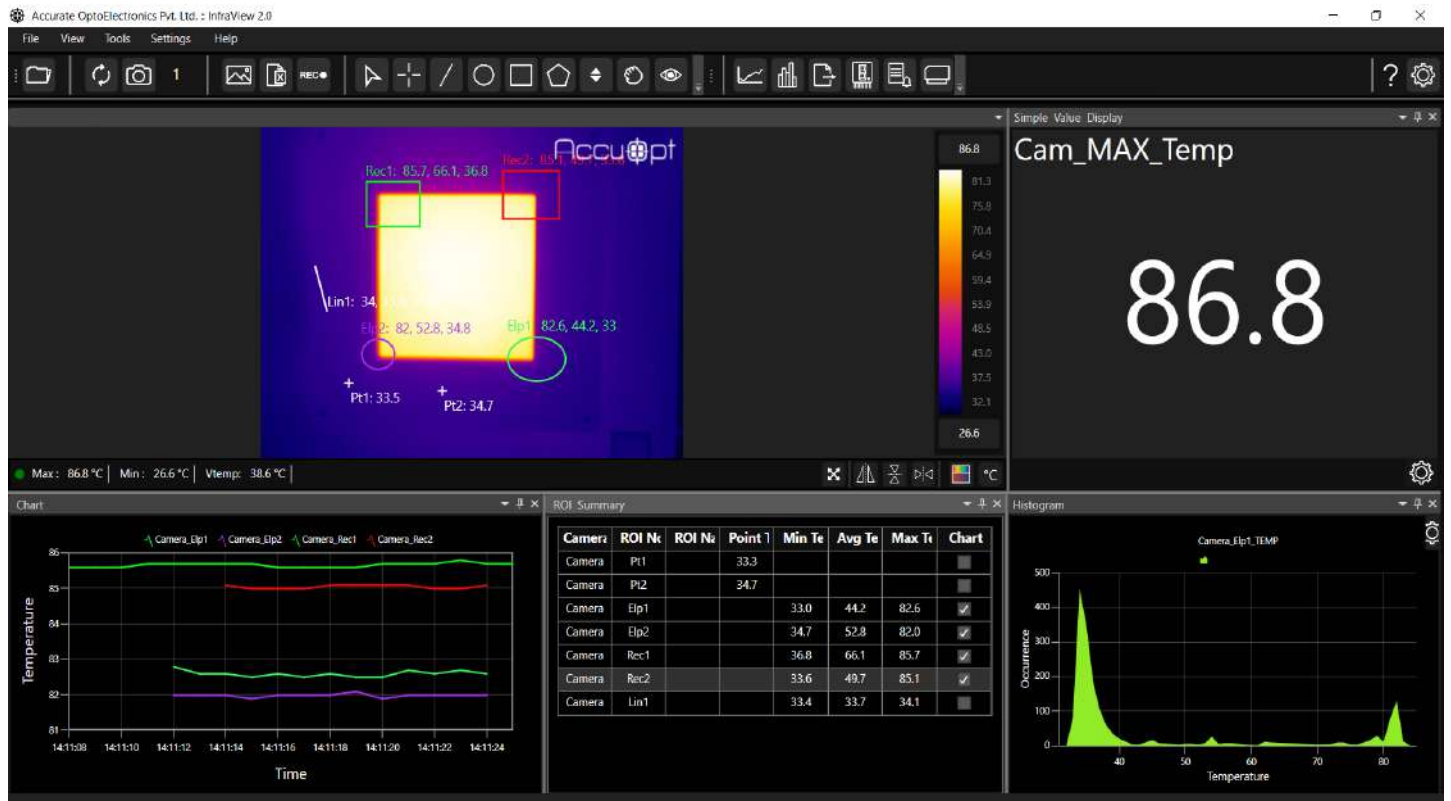 Accurate OptoElectronics Pvt. Ltd. : InfraView 2.0
File View Tools Settings Help
1 REC ?
Simple Value Display
AccuOpt
Cam_MAX_Temp
86.8
Rec1: 85.7, 66.1, 36.8
Rec2: 85.1,
86.8
81.3
75.8
70.4
64.9
59.4
53.9
48.5
43.0
37.5
32.1
26.6
Lin1: 34,
Elp2: 82, 52.8, 34.8
Elp1: 82.6, 44.2, 33
Pt1: 33.5
Pt2: 34.7
Max : 86.8 °C Min : 26.6 °C Vtemp: 38.6 °C °C
Chart
Camera_Elp1 Camera_Elp2 Camera_Rec1 Camera_Rec2
Temperature
86
85
84
83
82
81
14:11:08 14:11:10 14:11:12 14:11:14 14:11:16 14:11:18 14:11:20 14:11:22 14:11:24
Time
ROI Summary
Camera ROI No ROI Na Point T Min Te Avg Te Max Te Chart
Camera Pt1 33.3
Camera Pt2 34.7
Camera Elp1 33.0 44.2 82.6
Camera Elp2 34.7 52.8 82.0
Camera Rec1 36.8 66.1 85.7
Camera Rec2 33.6 49.7 85.1
Camera Lin1 33.4 33.7 34.1
Histogram
Camera_Elp1_TEMP
Occurrence
500
400
300
200
100
0
40 50 60 70 80
Temperature